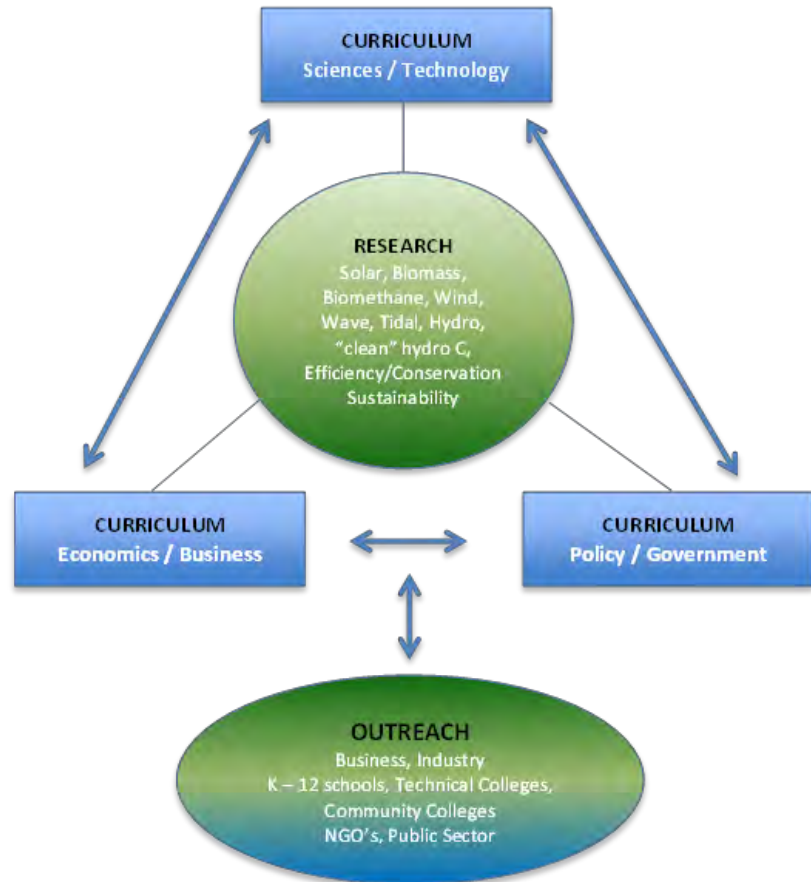 CURRICULUM
Sciences / Technology
RESEARCH
Solar, Biomass,
Biomethane, Wind,
Wave, Tidal, Hydro,
“clean” hydro C,
Efficiency/Conservation
Sustainability
CURRICULUM
Economics / Business
CURRICULUM
Policy / Government
OUTREACH
Business, Industry
K – 12 schools, Technical Colleges,
Community Colleges
NGO’s, Public Sector